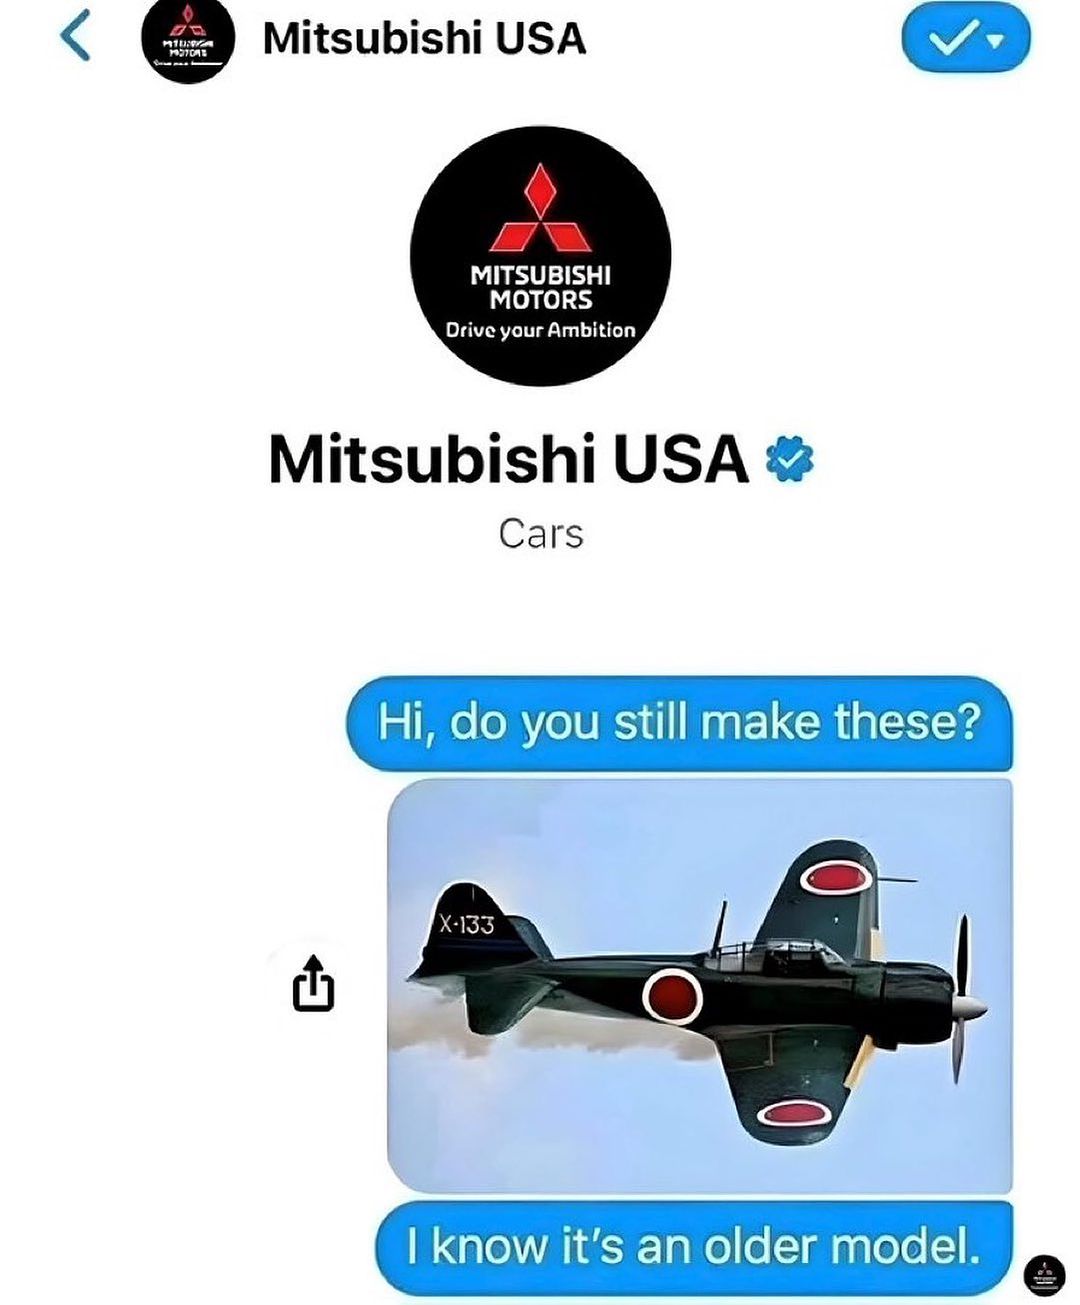 Mitsubishi USA
MITSUBISHI
MOTORS
Drive your Ambition
Mitsubishi USA
Cars
Hi, do you still make these?
X-133
I know it's an older model.